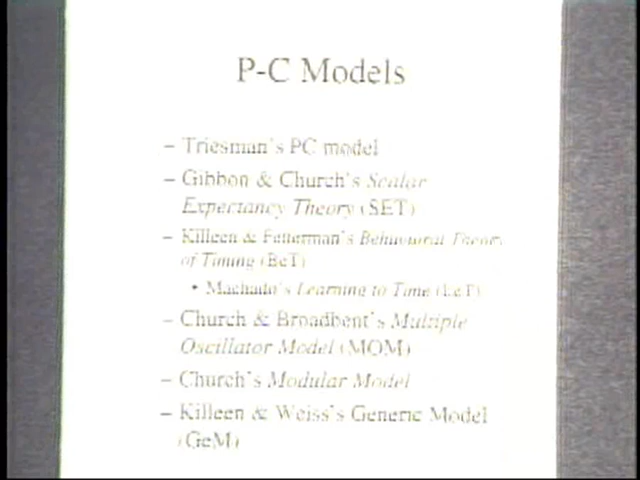 P-C Models
– Triesman's PC model
– Gibbon & Church's Scalar
Expectancy Theory (SET)
– Killeen & Fetterman's Behavioural Theory
of Timing (BeT)
• Machado's Learning to Time (LeT)
– Church & Broadbent's Multiple
Oscillator Model (MOM)
– Church's Modular Model
– Killeen & Weiss's Generic Model
(GeM)